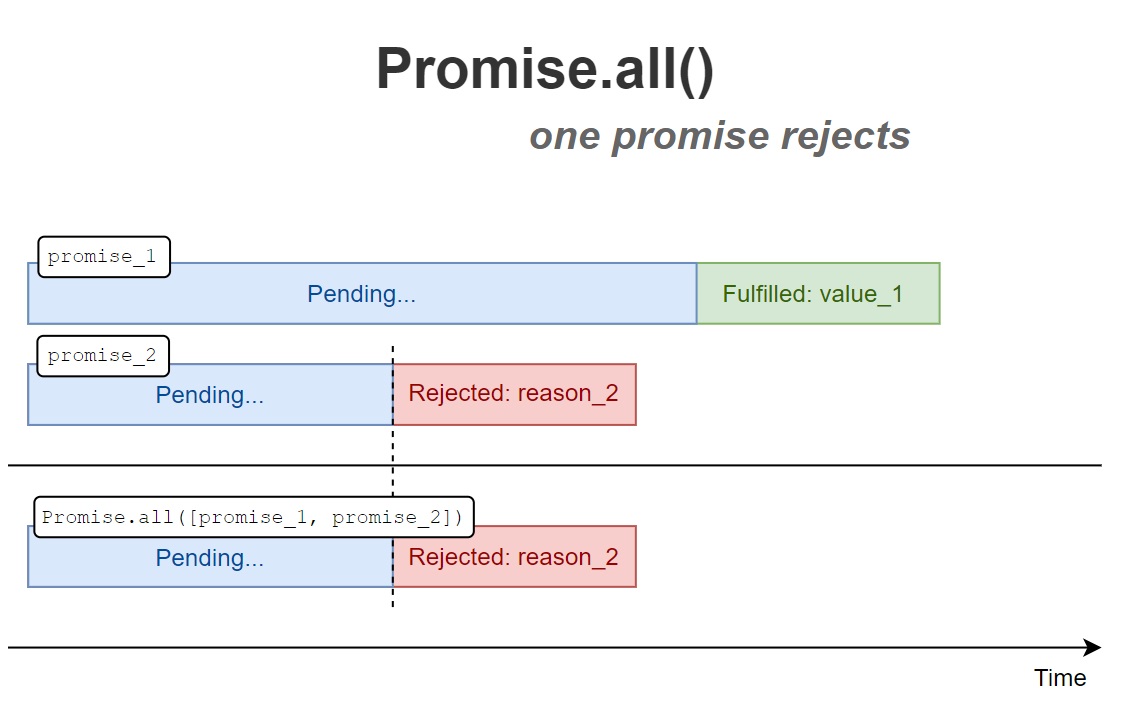 Promise.all()
one promise rejects
promise_1
Pending...
Fulfilled: value_1
promise_2
Pending...
Rejected: reason_2
Promise.all([promise_1, promise_2])
Pending...
Rejected: reason_2
Time